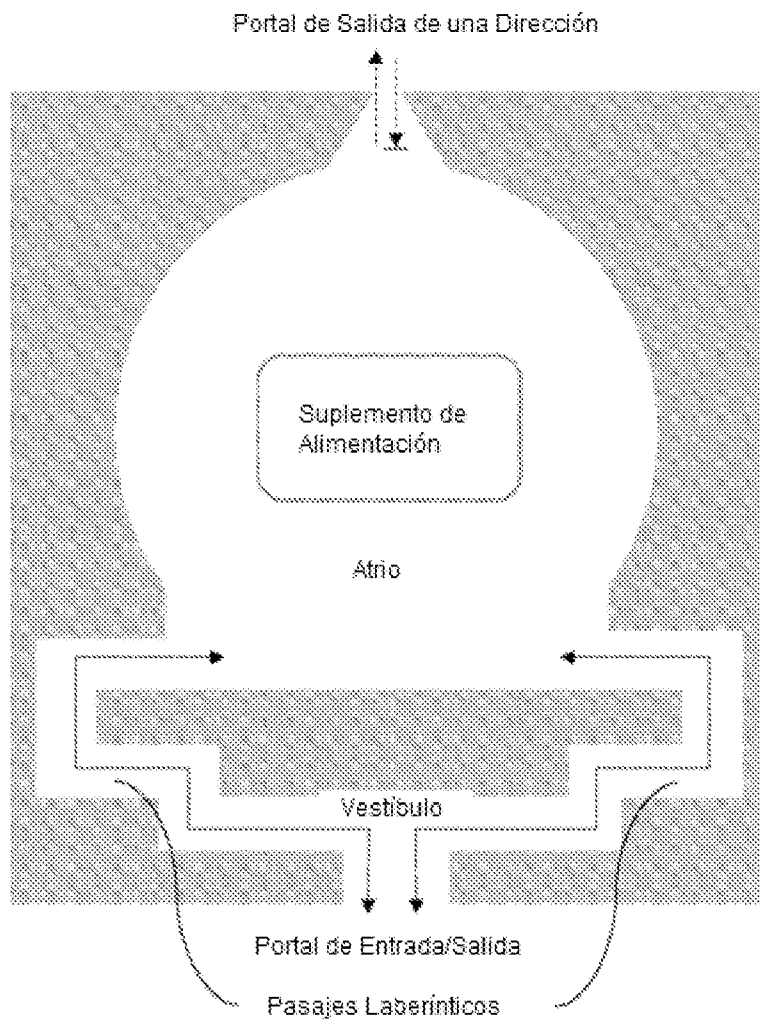 Portal de Salida de una Dirección
Suplemento de
Alimentación
Atrio
Vestíbulo
Portal de Entrada/Salida
Pasajes Laberínticos